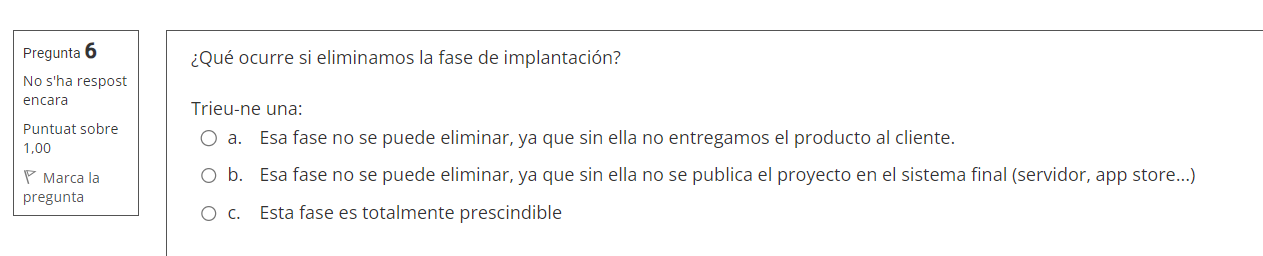 Pregunta 6
No s'ha respost
encara
Puntuat sobre
1,00
Marca la
pregunta
¿Qué ocurre si eliminamos la fase de implantación?
Trieu-ne una:
a. Esa fase no se puede eliminar, ya que sin ella no entregamos el producto al cliente.
b. Esa fase no se puede eliminar, ya que sin ella no se publica el proyecto en el sistema final (servidor, app store...)
c. Esta fase es totalmente prescindible